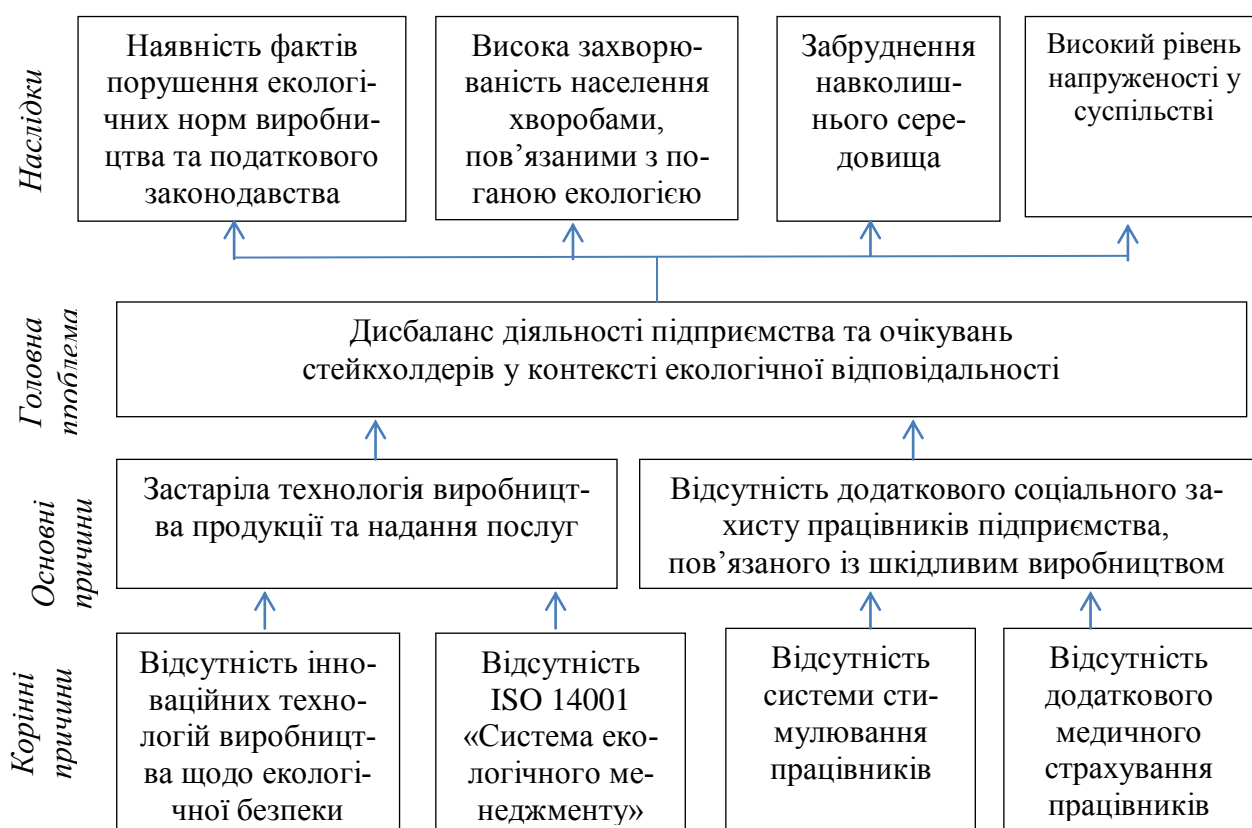 Наслідки
Наявність фактів
порушення екологі-
чних норм виробни-
цтва та податкового
законодавства
Висока захворю-
ваність населення
хворобами,
пов’язаними з по-
ганою екологією
Забруднення
навколиш-
нього сере-
довища
Високий рівень
напруженості у
суспільстві
Головна
проблема
Дисбаланс діяльності підприємства та очікувань
стейкхолдерів у контексті екологічної відповідальності
Основні
причини
Застаріла технологія виробницт-
ва продукції та надання послуг
Відсутність додаткового соціального за-
хисту працівників підприємства,
пов’язаного із шкідливим виробництвом
Корінні
причини
Відсутність інно-
ваційних техно-
логій виробницт-
ва щодо екологі-
чної безпеки
Відсутність
ISO 14001
«Система еко-
логічного ме-
неджменту»
Відсутність
системи сти-
мулювання
працівників
Відсутність
додаткового
медичного
страхування
працівників